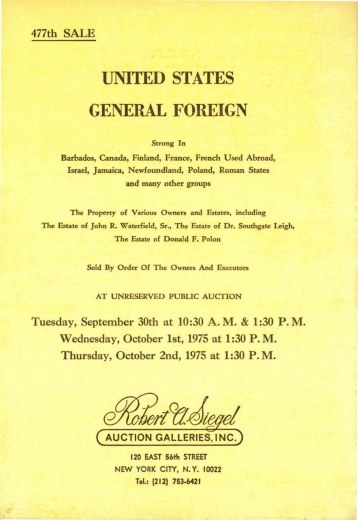 477th SALE
UNITED STATES
GENERAL FOREIGN
Strong In
Barbados, Canada, Finland, France, French Used Abroad,
Israel, Jamaica, Newfoundland, Poland, Roman States
and many other groups
The Property of Various Owners and Estates, including
The Estate of John R. Waterfield, Sr., The Estate of Dr. Southgate Leigh,
The Estate of Donald F. Polon
Sold By Order Of The Owners And Executors
AT UNRESERVED PUBLIC AUCTION
Tuesday, September 30th at 10:30 A. M. & 1:30 P. M.
Wednesday, October 1st, 1975 at 1:30 P. M.
Thursday, October 2nd, 1975 at 1:30 P. M.
Robert A. Siegel
AUCTION GALLERIES, INC.
120 EAST 56th STREET
NEW YORK CITY, N. Y. 10022
Tel.: (212) 753-6421